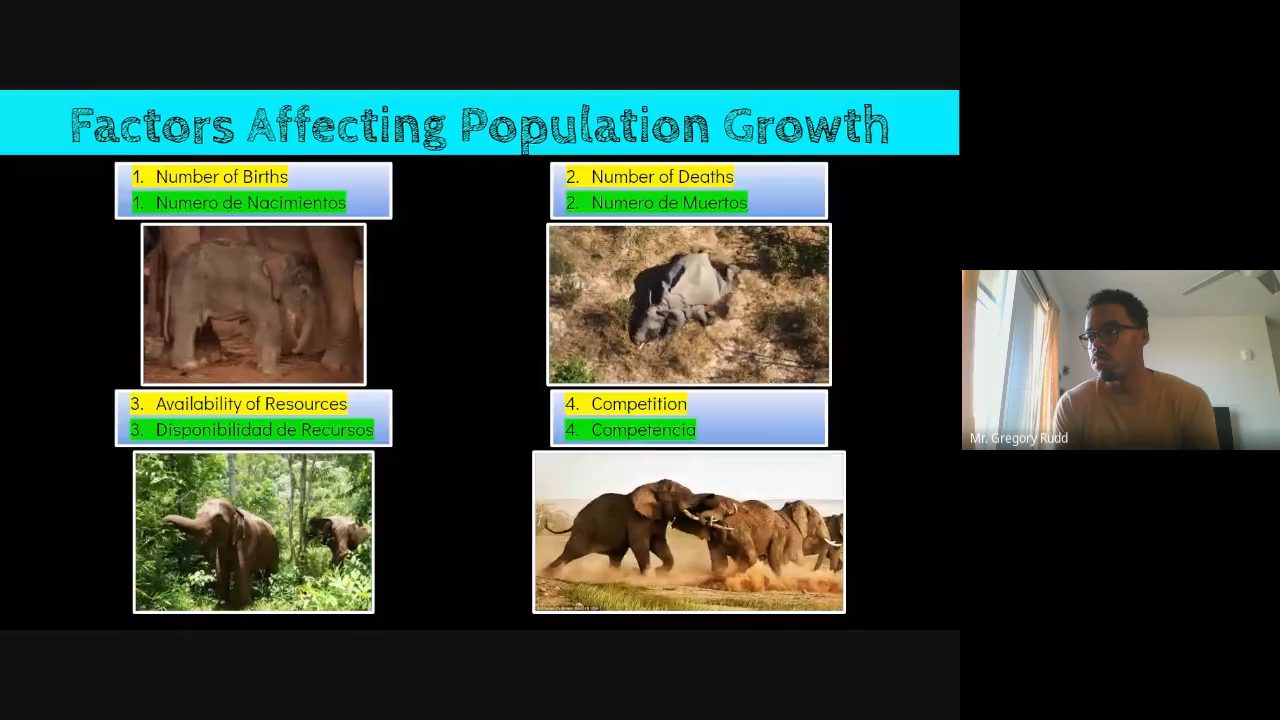 Factors Affecting Population Growth
1. Number of Births
1. Numero de Nacimientos
2. Number of Deaths
2. Numero de Muertos
3. Availability of Resources
3. Disponibilidad de Recursos
4. Competition
4. Competencia
Mr. Gregory Rudd